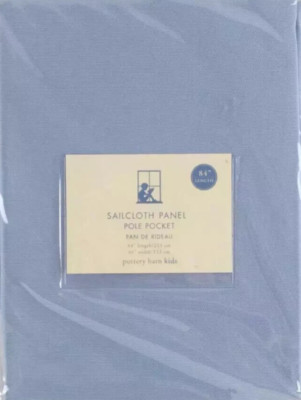 84"
SAILCLOTH PANEL
POLE POCKET
PAN DE RIDEAU
pottery barn kids